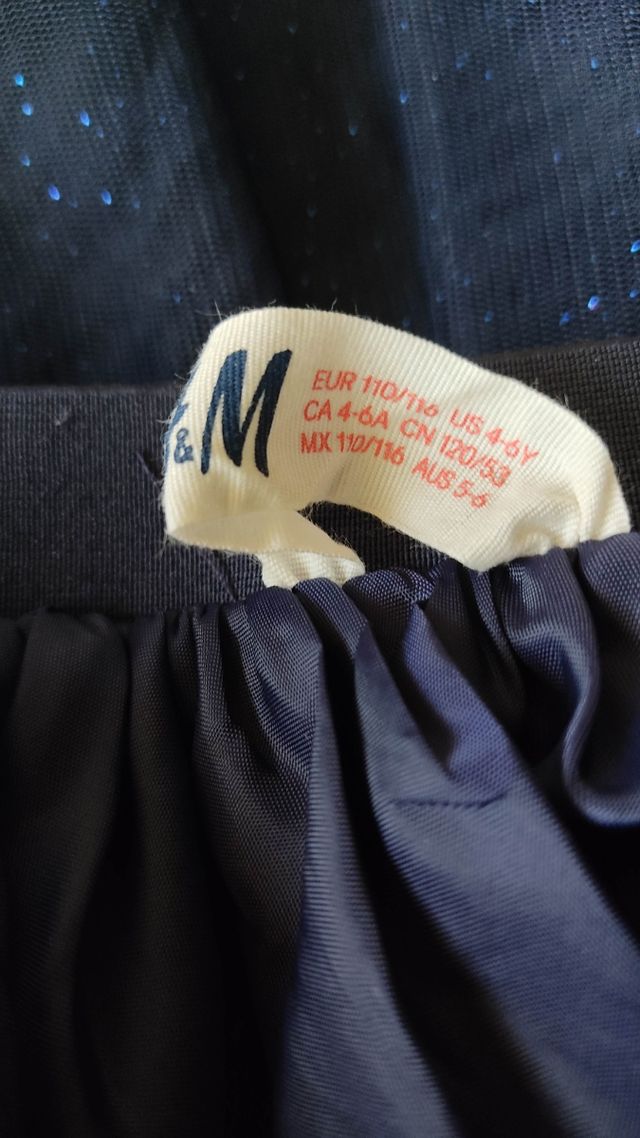 &M
EUR 110/116 US 4-6Y
CA 4-6A CN 120/53
MX 110/116 AUS 5-6